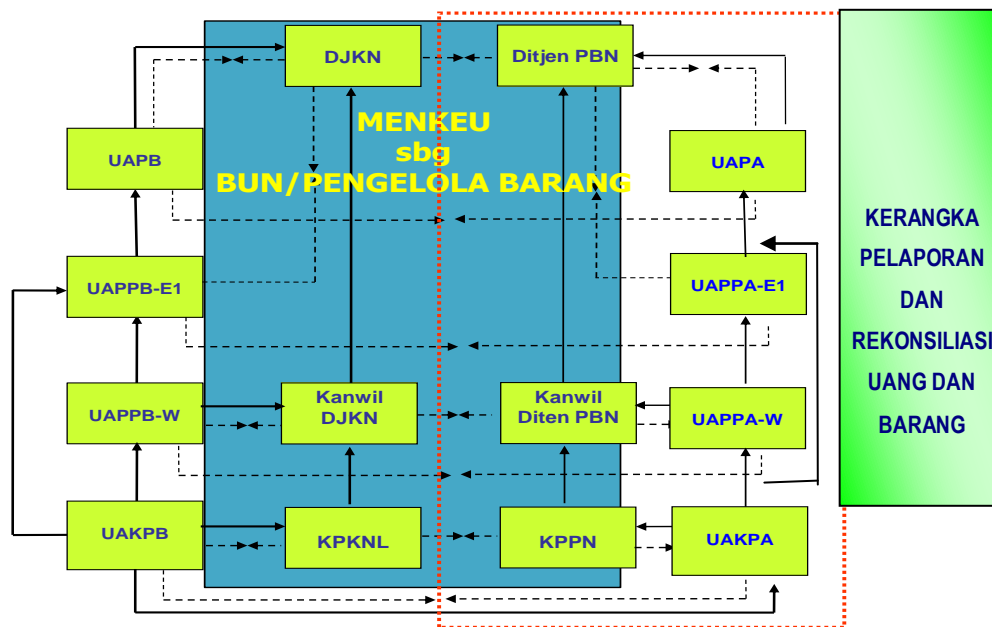 DJKN
Ditjen PBN
MENKEU
sbg
BUN/PENGELOLA BARANG
UAPB
UAPA
UAPPB-E1
UAPPA-E1
UAPPB-W
Kanwil
DJKN
Kanwil
Diten PBN
UAPPA-W
UAKPB
KPKNL
KPPN
UAKPA
KERANGKA
PELAPORAN
DAN
REKONSILIASI
UANG DAN
BARANG